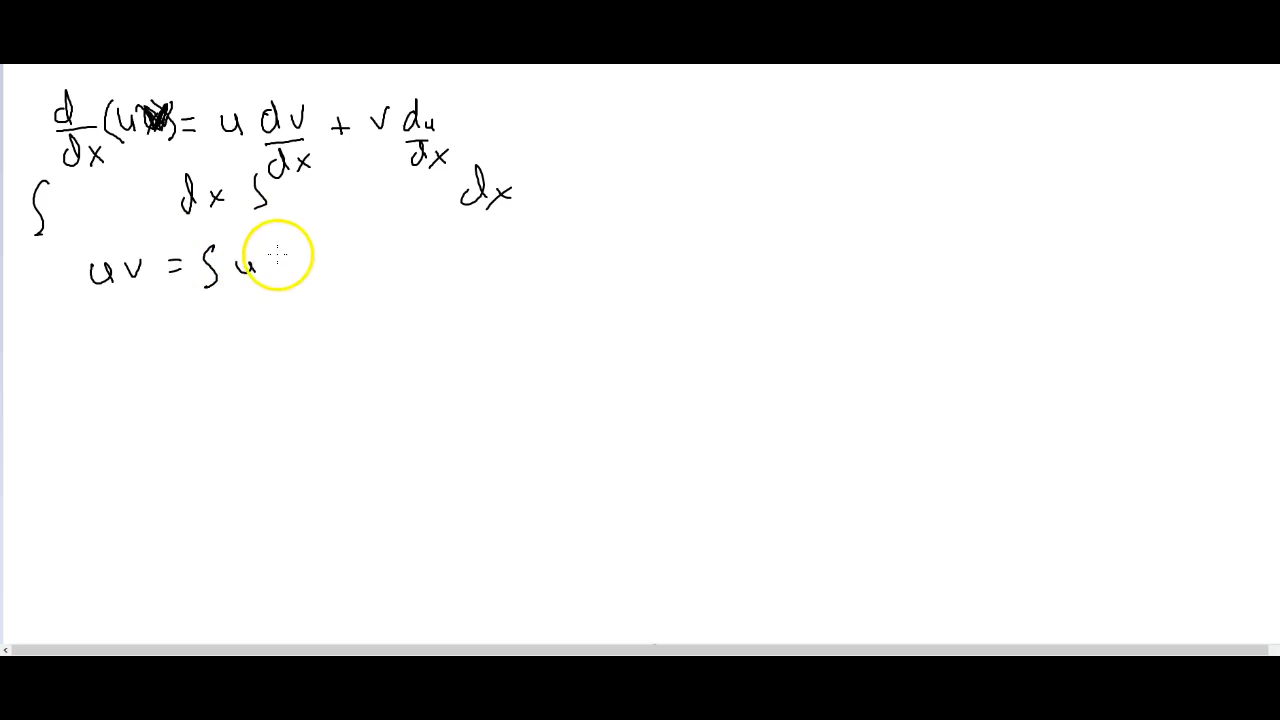 d/dx (uv) = u dv/dx + v du/dx
∫ dx ∫ dx
uv = ∫ u